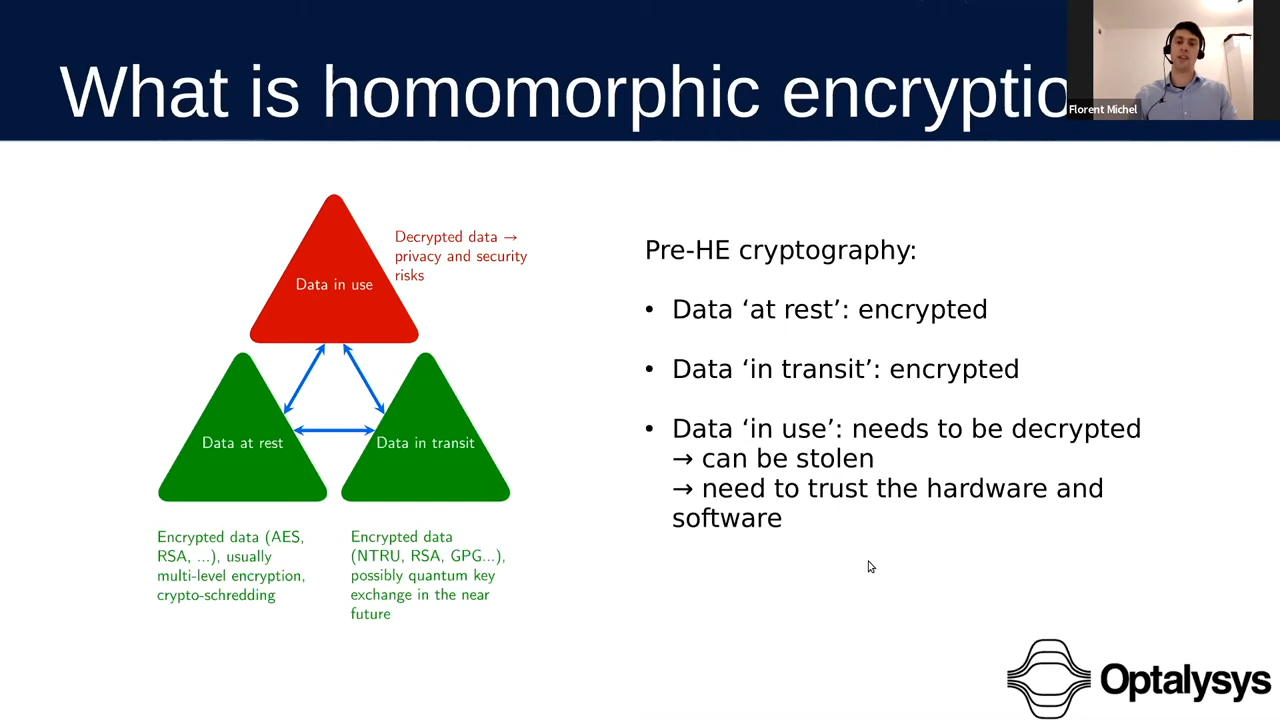 What is homomorphic encryptio
Florent Michel
Decrypted data →
privacy and security
risks
Data in use
Data at rest
Data in transit
Encrypted data (AES,
RSA, ...), usually
multi-level encryption,
crypto-schredding
Encrypted data
(NTRU, RSA, GPG...),
possibly quantum key
exchange in the near
future
Pre-HE cryptography:
• Data ‘at rest’: encrypted
• Data ‘in transit’: encrypted
• Data ‘in use’: needs to be decrypted
→ can be stolen
→ need to trust the hardware and
software
Optalysys